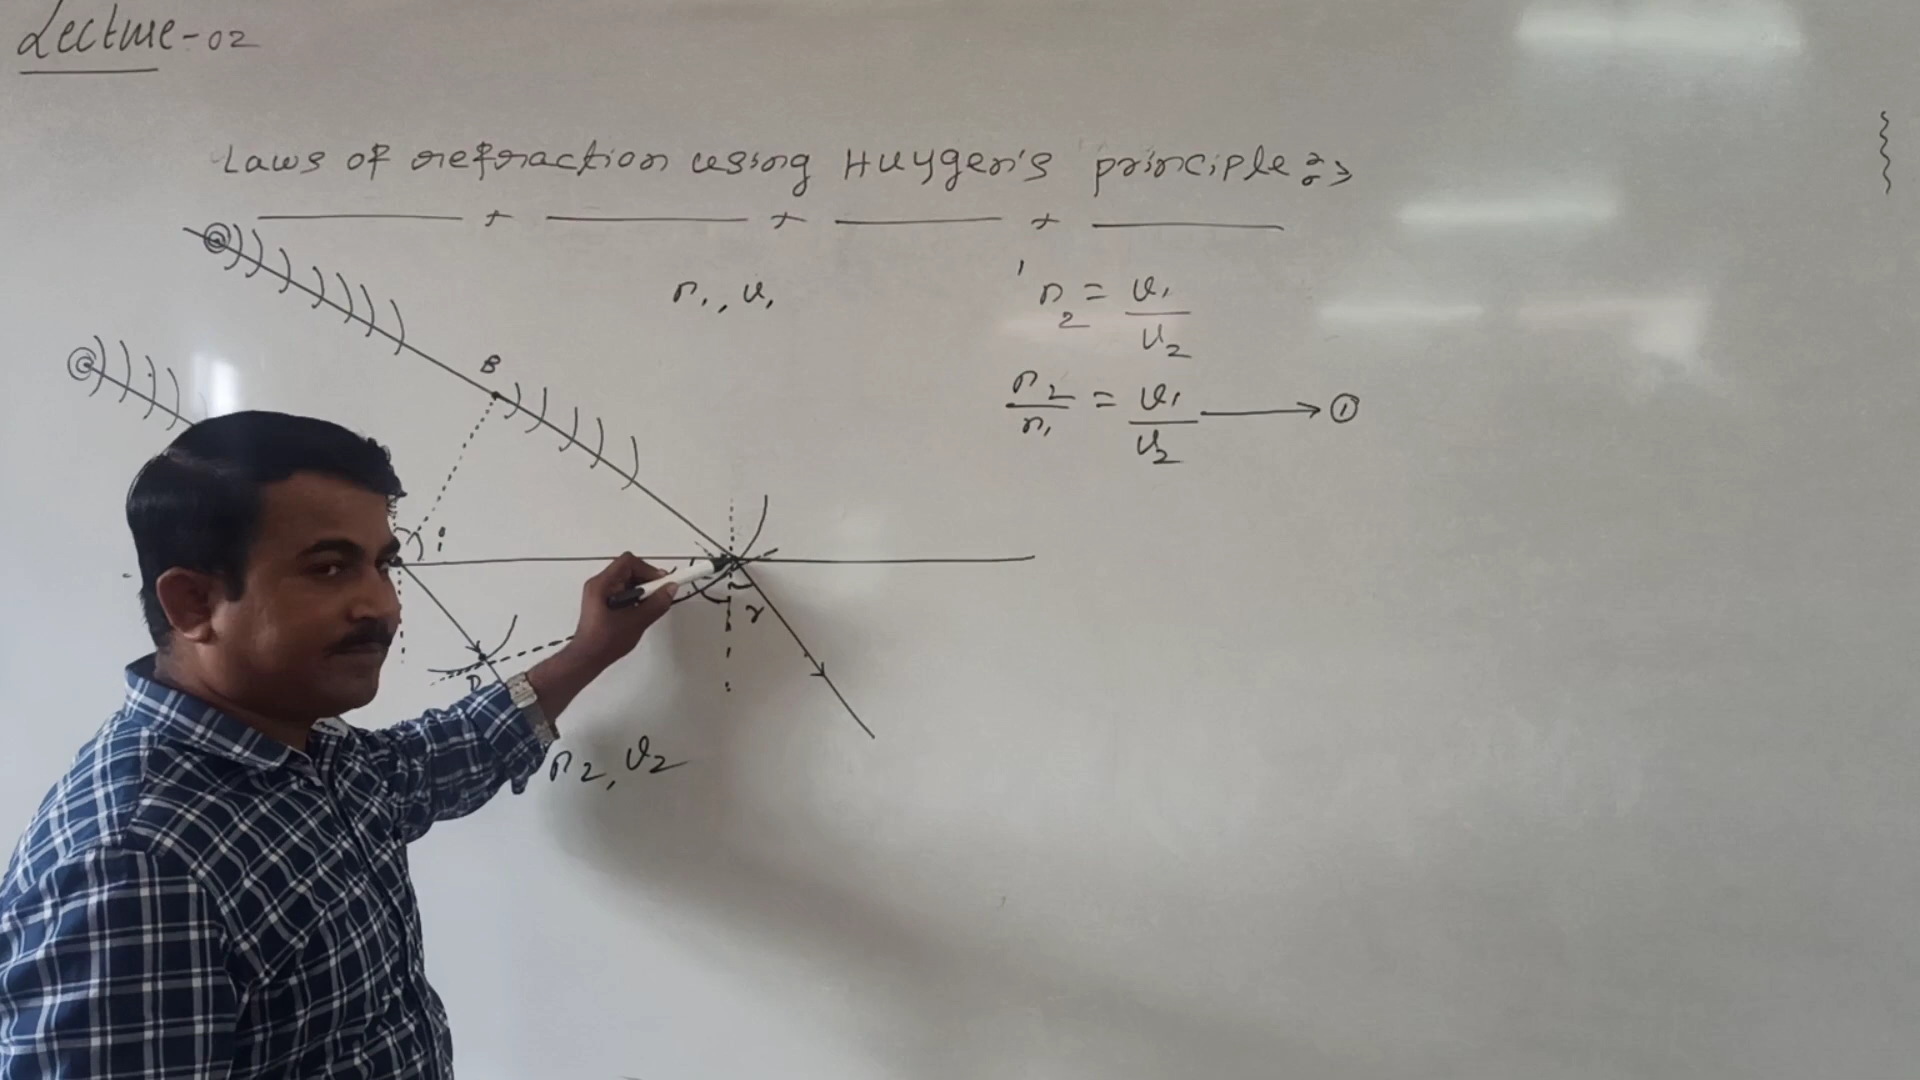 Lecture-02
Laws of refraction using Huygen's principle:->
B
n₁, v₁
¹n₂ = v₁/v₂
n₂/n₁ = v₁/v₂ → ①
i
r
D
n₂, v₂